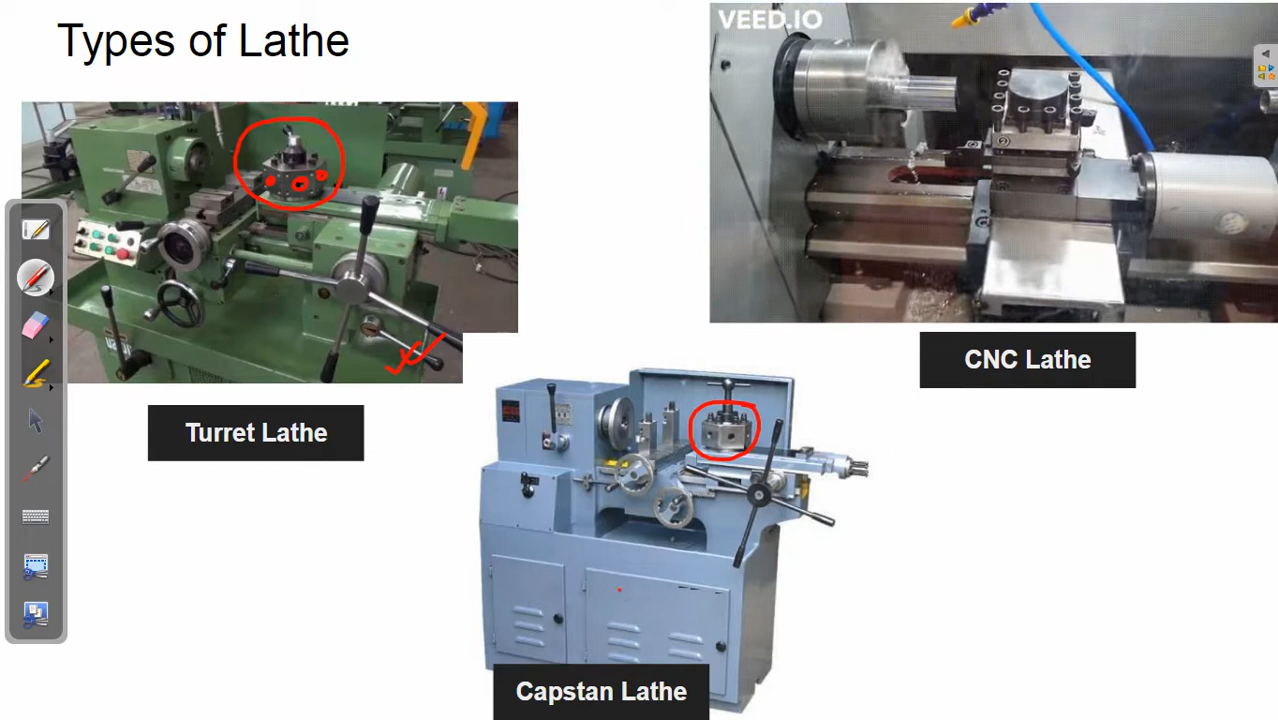 Types of Lathe
VEED.IO
Turret Lathe
CNC Lathe
Capstan Lathe